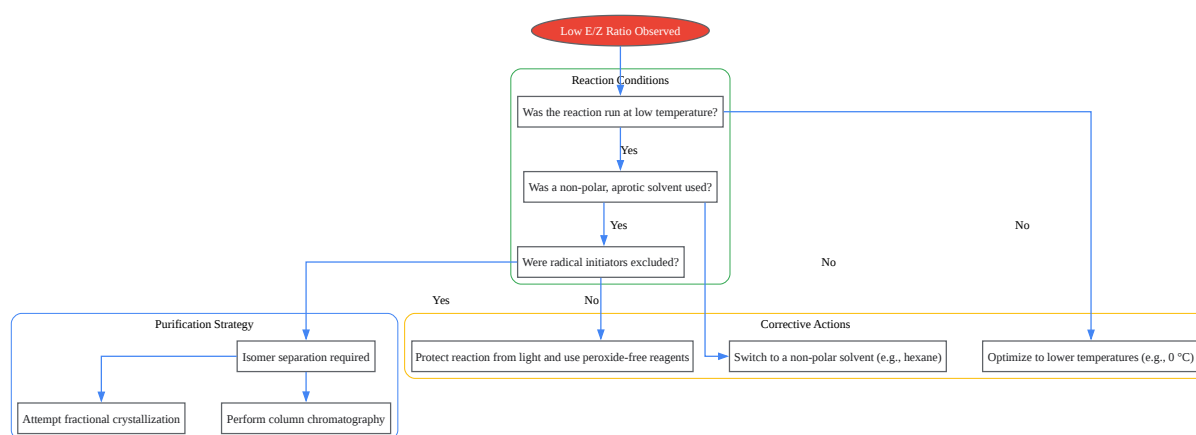 Low E/Z Ratio Observed
Reaction Conditions
Was the reaction run at low temperature?
Yes
Was a non-polar, aprotic solvent used?
Yes
No
Were radical initiators excluded?
No
Yes
No
Purification Strategy
Corrective Actions
Isomer separation required
Protect reaction from light and use peroxide-free reagents
Switch to a non-polar solvent (e.g., hexane)
Optimize to lower temperatures (e.g., 0 °C)
Attempt fractional crystallization
Perform column chromatography